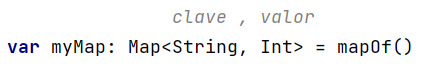 clave , valor
var myMap: Map<String, Int> = mapOf()